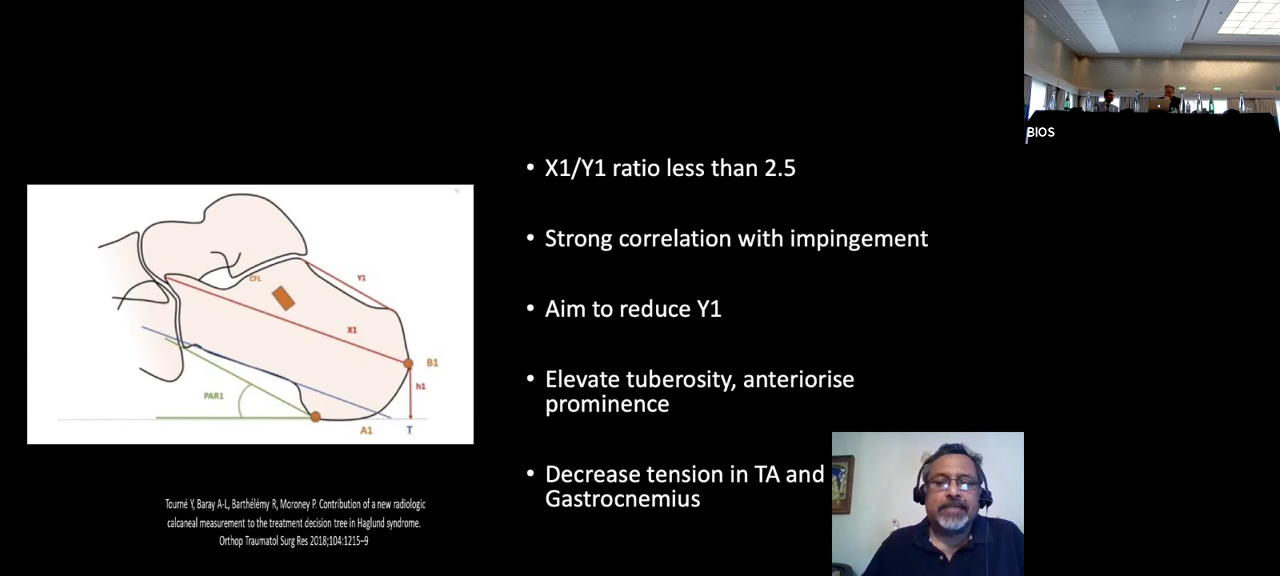 BIOS
• X1/Y1 ratio less than 2.5
• Strong correlation with impingement
• Aim to reduce Y1
• Elevate tuberosity, anteriorise
prominence
• Decrease tension in TA and
Gastrocnemius
CFL
Y1
X1
B1
h1
PAR1
A1
T
Tourné Y, Baray A-L, Barthélémy R, Moroney P. Contribution of a new radiologic
calcaneal measurement to the treatment decision tree in Haglund syndrome.
Orthop Traumatol Surg Res 2018;104:1215–9